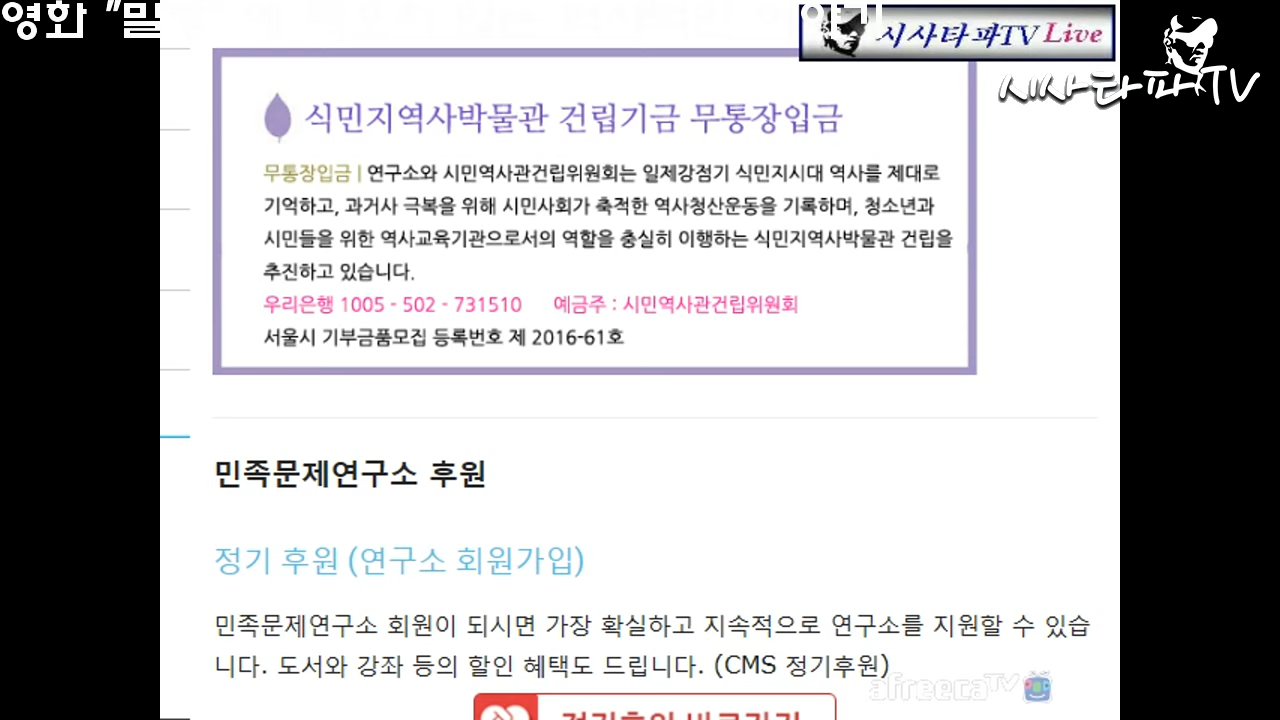 영화 "밀
시사타파TV Live
시사타파TV
식민지역사박물관 건립기금 무통장입금
무통장입금 | 연구소와 시민역사관건립위원회는 일제강점기 식민지시대 역사를 제대로
기억하고, 과거사 극복을 위해 시민사회가 축적한 역사청산운동을 기록하며, 청소년과
시민들을 위한 역사교육기관으로서의 역할을 충실히 이행하는 식민지역사박물관 건립을
추진하고 있습니다.
우리은행 1005 - 502 - 731510 예금주 : 시민역사관건립위원회
서울시 기부금품모집 등록번호 제 2016-61호
민족문제연구소 후원
정기 후원 (연구소 회원가입)
민족문제연구소 회원이 되시면 가장 확실하고 지속적으로 연구소를 지원할 수 있습
니다. 도서와 강좌 등의 할인 혜택도 드립니다. (CMS 정기후원)
afreecaTV